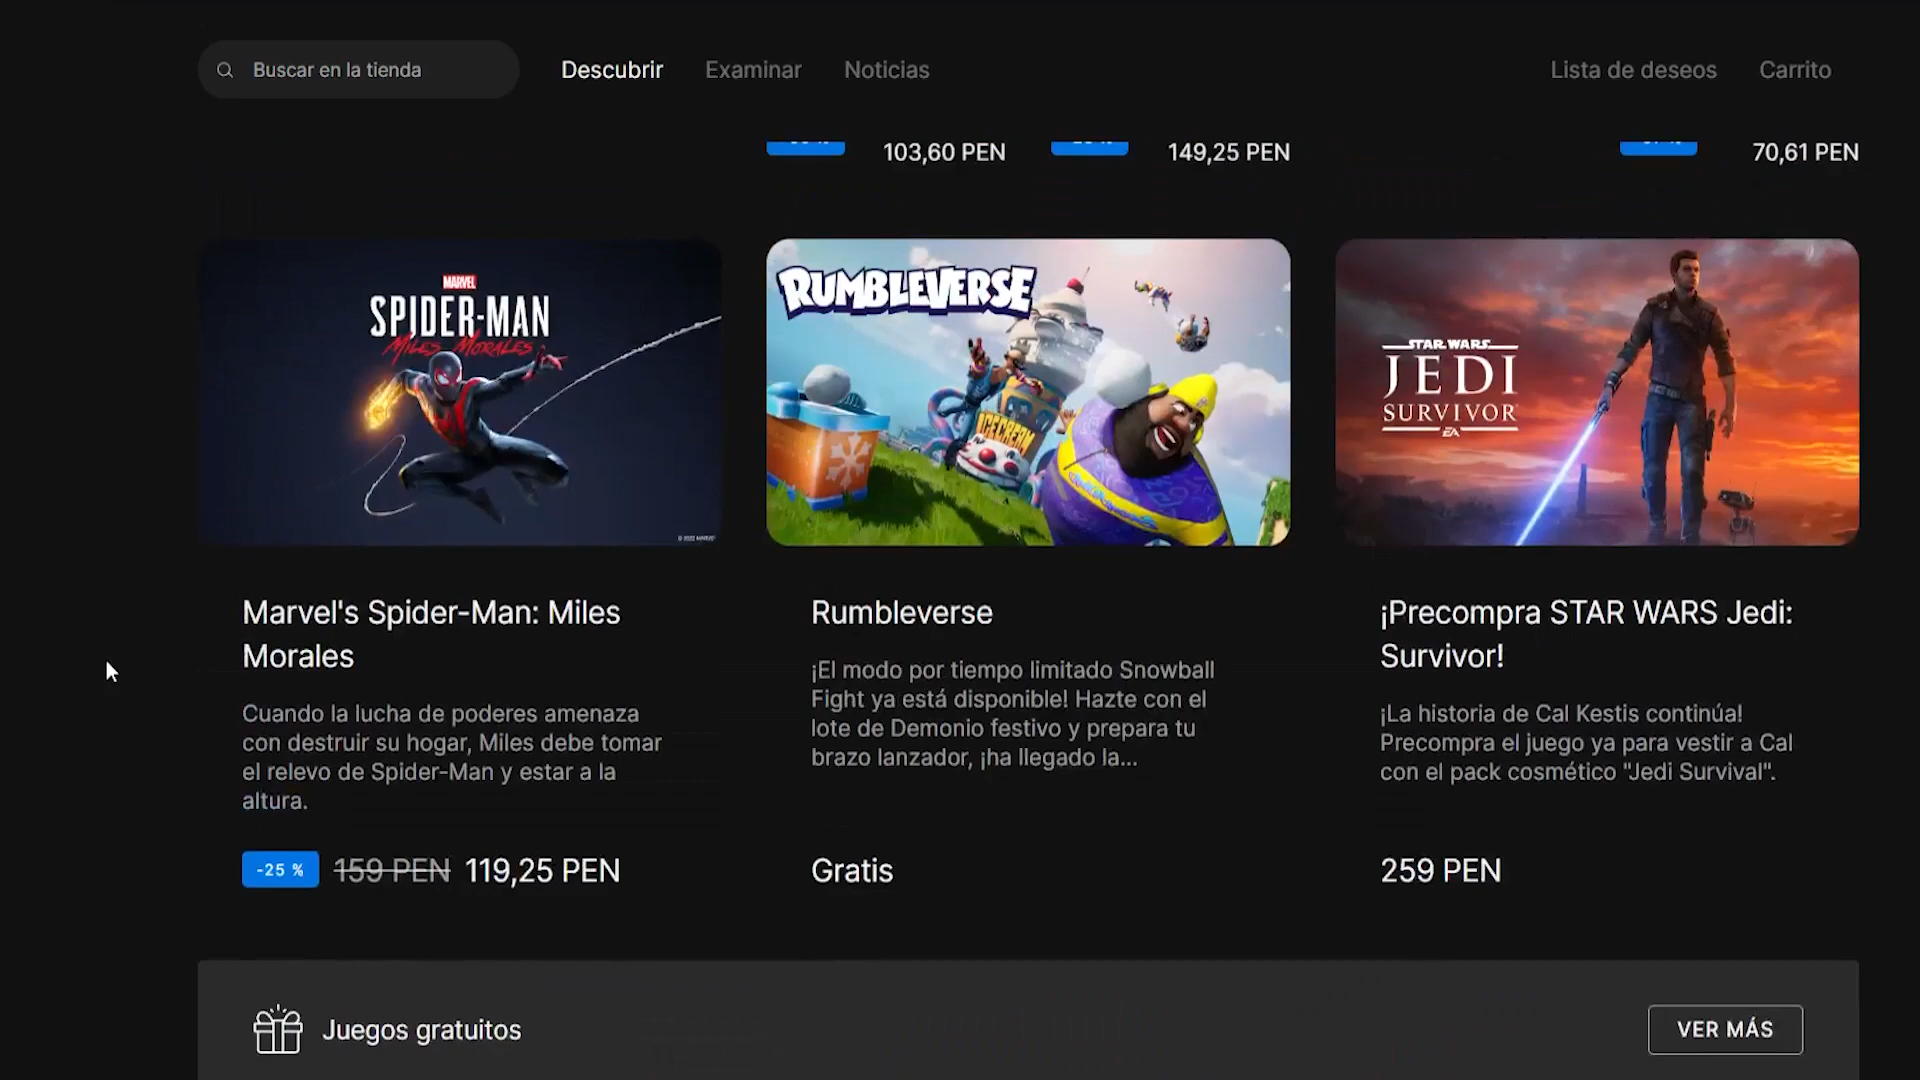 Buscar en la tienda
Descubrir
Examinar
Noticias
Lista de deseos
Carrito
103,60 PEN
149,25 PEN
70,61 PEN
MARVEL
SPIDER-MAN
MILES MORALES
RUMBLEVERSE
ICECREAM
STAR WARS
JEDI
SURVIVOR
EA
Marvel's Spider-Man: Miles
Morales
Cuando la lucha de poderes amenaza
con destruir su hogar, Miles debe tomar
el relevo de Spider-Man y estar a la
altura.
-25 %
159 PEN
119,25 PEN
Rumbleverse
¡El modo por tiempo limitado Snowball
Fight ya está disponible! Hazte con el
lote de Demonio festivo y prepara tu
brazo lanzador, ¡ha llegado la...
Gratis
¡Precompra STAR WARS Jedi:
Survivor!
¡La historia de Cal Kestis continúa!
Precompra el juego ya para vestir a Cal
con el pack cosmético "Jedi Survival".
259 PEN
Juegos gratuitos
VER MÁS